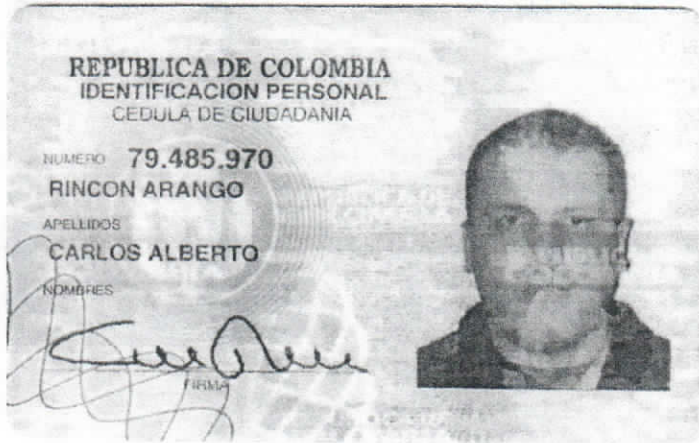 REPUBLICA DE COLOMBIA
IDENTIFICACION PERSONAL
CEDULA DE CIUDADANIA
NUMERO 79.485.970
RINCON ARANGO
APELLIDOS
CARLOS ALBERTO
NOMBRES
FIRMA